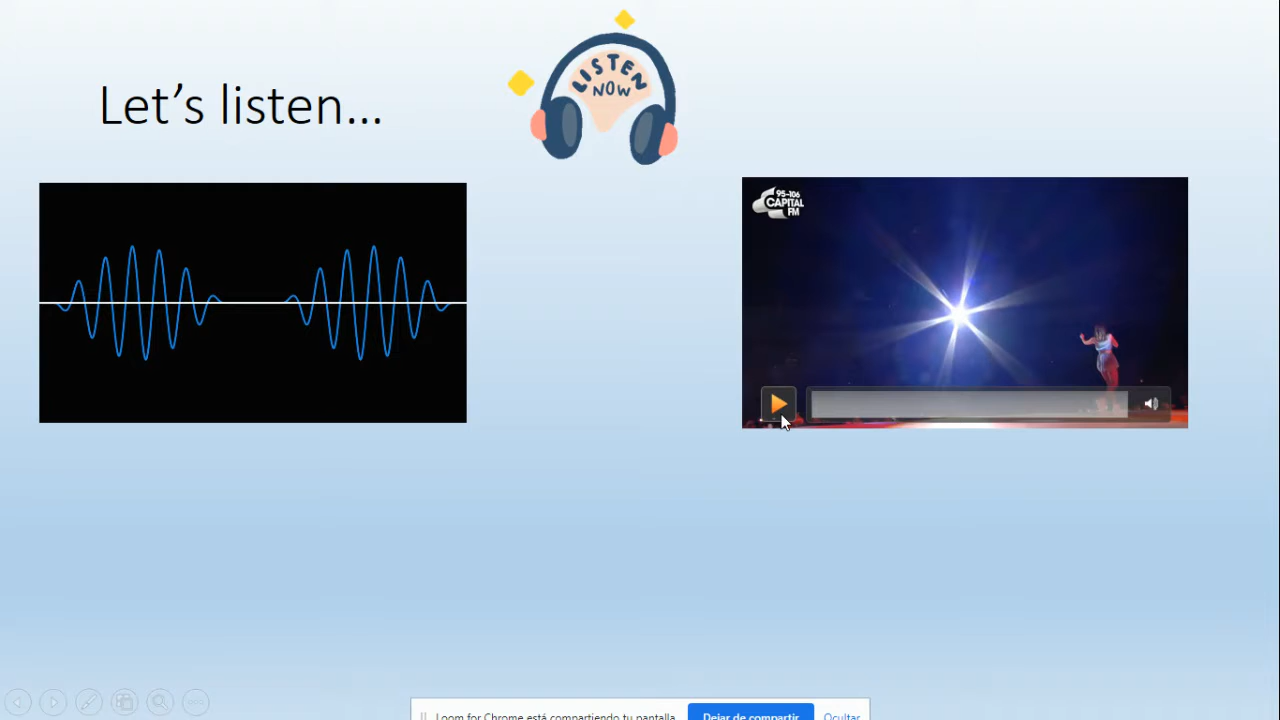 Let's listen...
LISTEN
NOW
95-106
CAPITAL
FM
Loom for Chrome está compartiendo tu pantalla.
Dejar de compartir
Ocultar